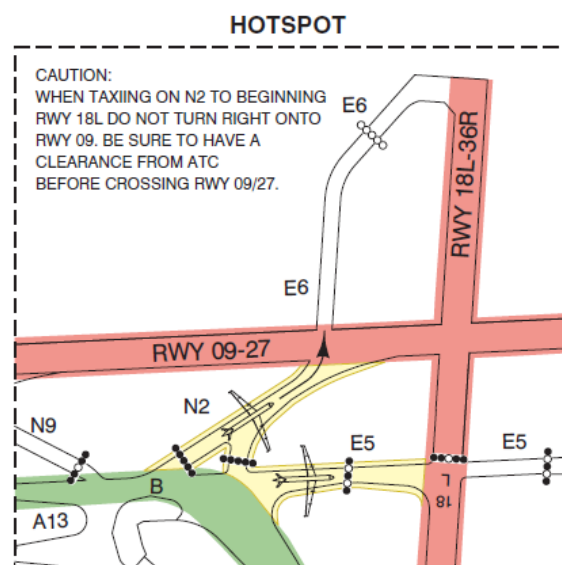 HOTSPOT
CAUTION:
WHEN TAXIING ON N2 TO BEGINNING
RWY 18L DO NOT TURN RIGHT ONTO
RWY 09. BE SURE TO HAVE A
CLEARANCE FROM ATC
BEFORE CROSSING RWY 09/27.
E6
RWY 18L-36R
E6
RWY 09-27
N2
N9
E5
E5
B
18
L
A13